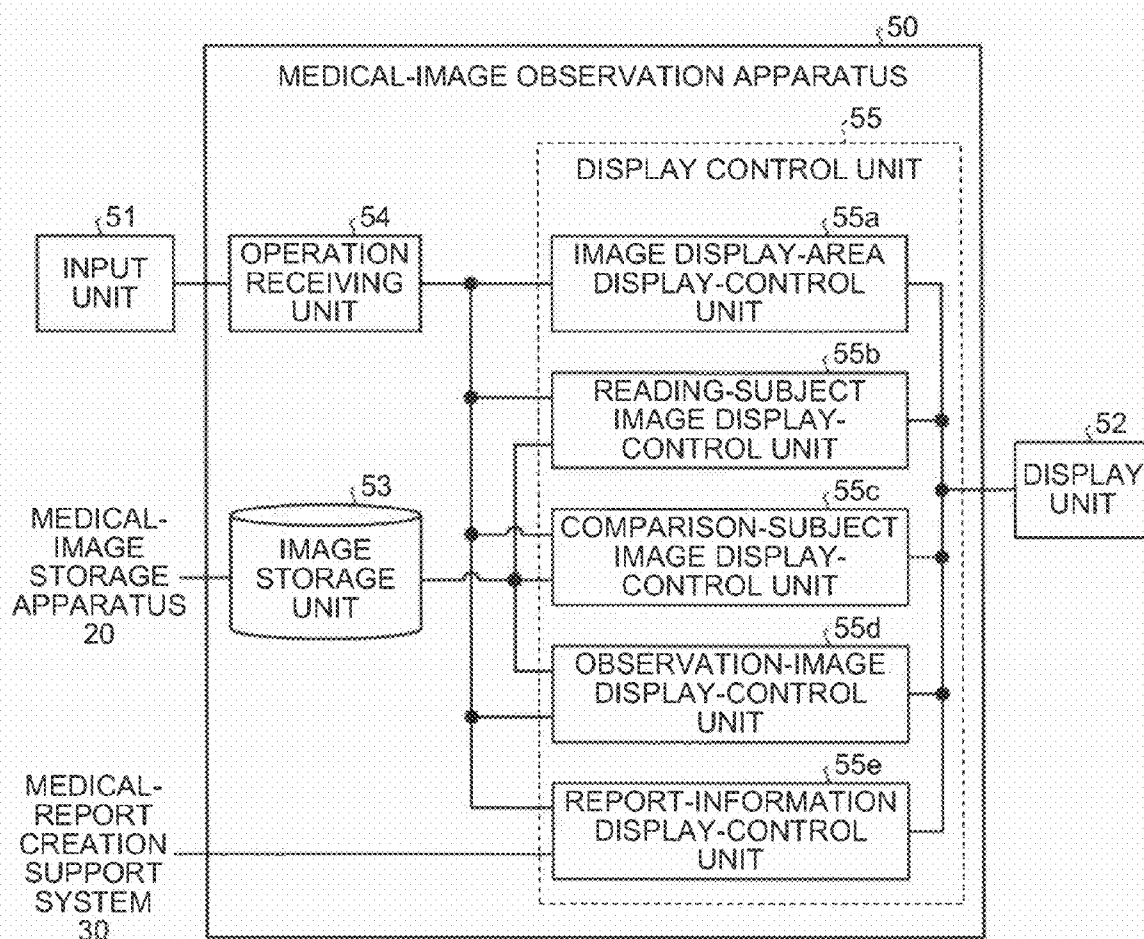 50
MEDICAL-IMAGE OBSERVATION APPARATUS
55
DISPLAY CONTROL UNIT
51
INPUT
UNIT
54
OPERATION
RECEIVING
UNIT
55a
IMAGE DISPLAY-AREA
DISPLAY-CONTROL
UNIT
55b
READING-SUBJECT
IMAGE DISPLAY-
CONTROL UNIT
52
DISPLAY
UNIT
MEDICAL-
IMAGE
STORAGE
APPARATUS
20
53
IMAGE
STORAGE
UNIT
55c
COMPARISON-SUBJECT
IMAGE DISPLAY-
CONTROL UNIT
55d
OBSERVATION-IMAGE
DISPLAY-CONTROL
UNIT
MEDICAL-
REPORT
CREATION
SUPPORT
SYSTEM
30
55e
REPORT-INFORMATION
DISPLAY-CONTROL
UNIT